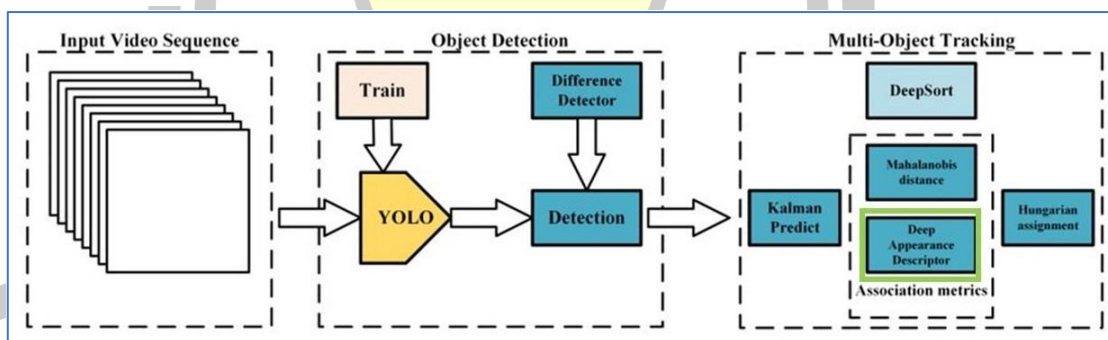 Input Video Sequence
Object Detection
Multi-Object Tracking
Train
Difference
Detector
YOLO
Detection
DeepSort
Kalman
Predict
Mahalanobis
distance
Deep
Appearance
Descriptor
Association metrics
Hungarian
assignment